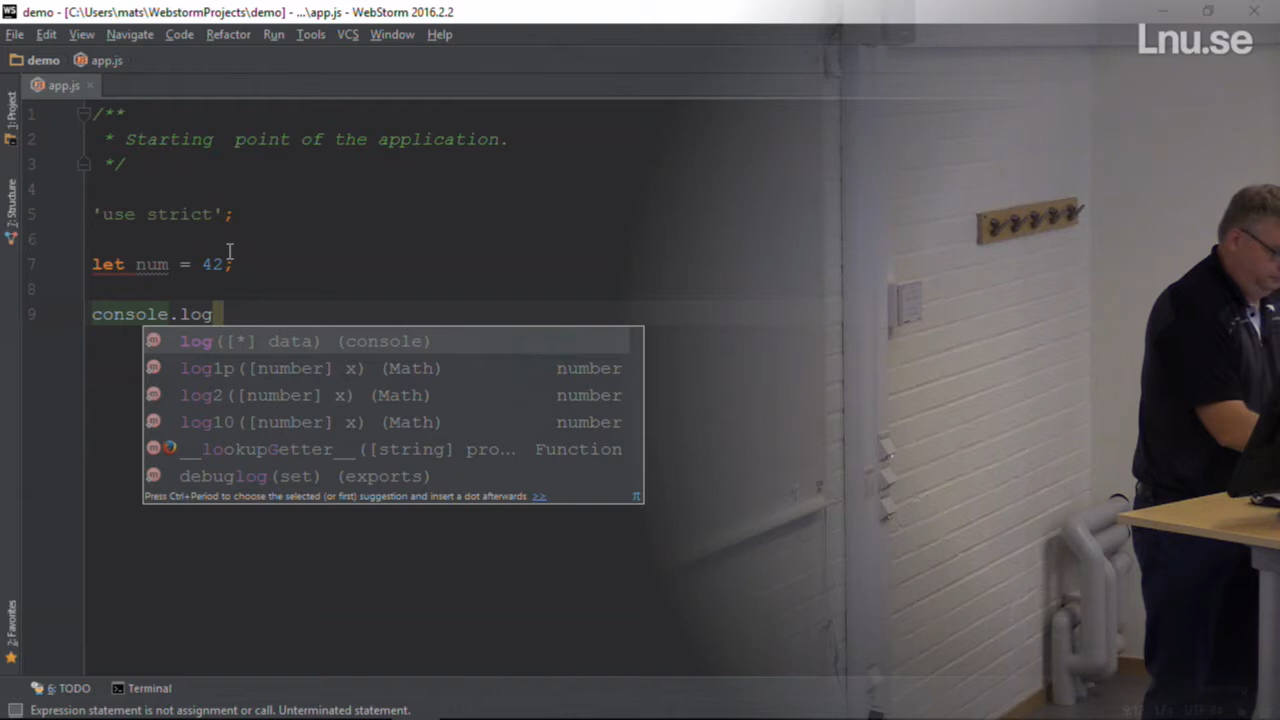 WS demo - [C:\Users\mats\WebstormProjects\demo] - ...\app.js - WebStorm 2016.2.2
Lnu.se
File Edit View Navigate Code Refactor Run Tools VCS Window Help
demo app.js
app.js
1: Project
7: Structure
2: Favorites
1 /**
2 * Starting  point of the application.
3 */
4
5 'use strict';
6
7 let num = 42;
8
9 console.log
log([*] data) (console)
log1p([number] x) (Math) number
log2([number] x) (Math) number
log10([number] x) (Math) number
__lookupGetter__([string] pro... Function
debuglog(set) (exports)
Press Ctrl+Period to choose the selected (or first) suggestion and insert a dot afterwards >> π
6: TODO Terminal
Expression statement is not assignment or call. Unterminated statement.